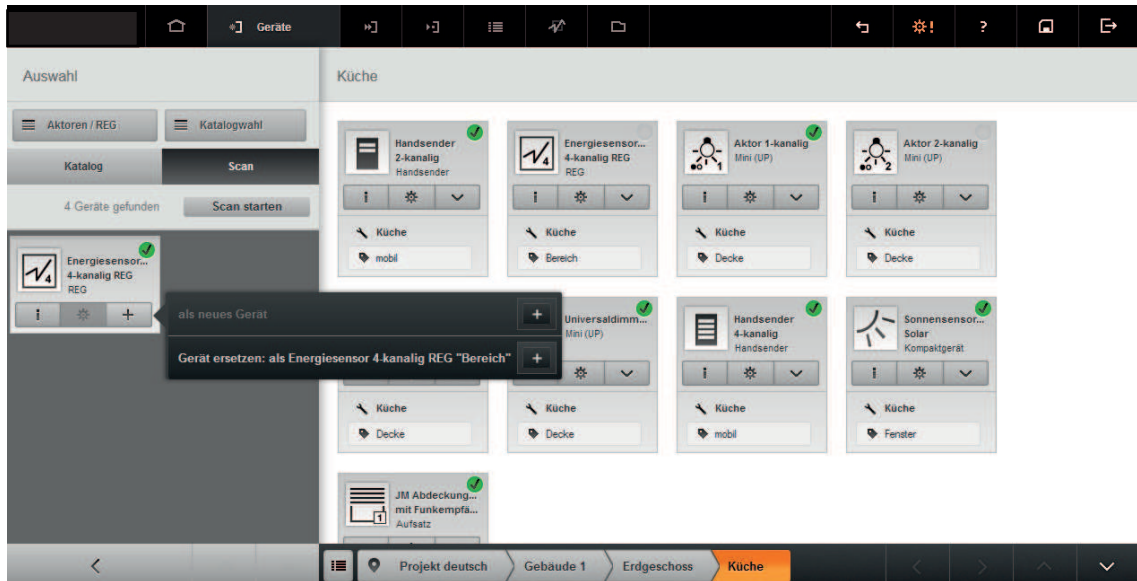 Geräte
?
Auswahl
Küche
Aktoren / REG
Katalogwahl
Katalog
Scan
4 Geräte gefunden
Scan starten
Energiesensor...
4-kanalig REG
REG
als neues Gerät
Gerät ersetzen: als Energiesensor 4-kanalig REG "Bereich"
Handsender
2-kanalig
Handsender
Küche
mobil
Energiesensor...
4-kanalig REG
REG
Küche
Bereich
Aktor 1-kanalig
Mini (UP)
Küche
Decke
Aktor 2-kanalig
Mini (UP)
Küche
Decke
Küche
Decke
Universaldimm...
Mini (UP)
Küche
Decke
Handsender
4-kanalig
Handsender
Küche
mobil
Sonnensensor...
Solar
Kompaktgerät
Küche
Fenster
JM Abdeckung...
mit Funkempfä...
Aufsatz
Projekt deutsch
Gebäude 1
Erdgeschoss
Küche